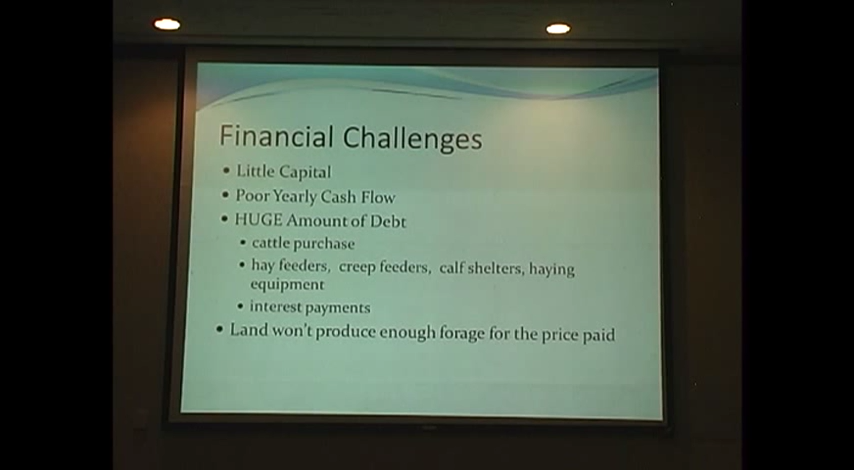 Financial Challenges
• Little Capital
• Poor Yearly Cash Flow
• HUGE Amount of Debt
• cattle purchase
• hay feeders, creep feeders, calf shelters, haying
equipment
• interest payments
• Land won't produce enough forage for the price paid